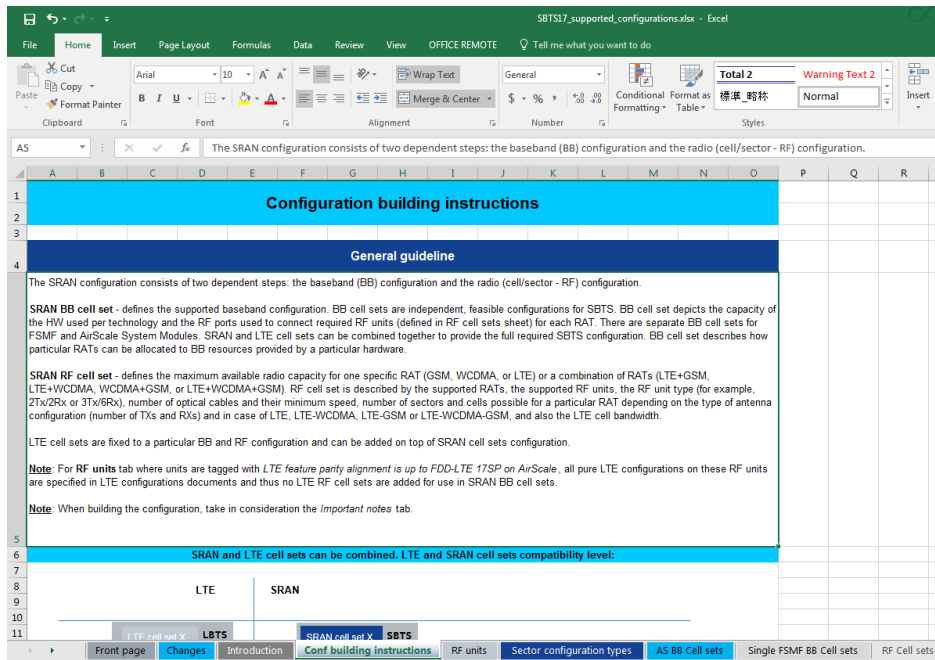 SBTS17_supported_configurations.xlsx - Excel
File Home Insert Page Layout Formulas Data Review View OFFICE REMOTE Tell me what you want to do
Paste
Cut
Copy
Format Painter
Clipboard
Arial 10 A A
B I U A
Font
Wrap Text
Merge & Center
Alignment
General
$ % , .0 .00 .00 .0
Number
Conditional Formatting
Format as Table
Total 2 Warning Text 2
標準_略称 Normal
Styles
Insert
A5 fx The SRAN configuration consists of two dependent steps: the baseband (BB) configuration and the radio (cell/sector - RF) configuration.
A B C D E F G H I J K L M N O P Q R
1
2
Configuration building instructions
3
4 General guideline
The SRAN configuration consists of two dependent steps: the baseband (BB) configuration and the radio (cell/sector - RF) configuration.
SRAN BB cell set - defines the supported baseband configuration. BB cell sets are independent, feasible configurations for SBTS. BB cell set depicts the capacity of
the HW used per technology and the RF ports used to connect required RF units (defined in RF cell sets sheet) for each RAT. There are separate BB cell sets for
FSMF and AirScale System Modules. SRAN and LTE cell sets can be combined together to provide the full required SBTS configuration. BB cell set describes how
particular RATs can be allocated to BB resources provided by a particular hardware.
SRAN RF cell set - defines the maximum available radio capacity for one specific RAT (GSM, WCDMA, or LTE) or a combination of RATs (LTE+GSM,
LTE+WCDMA, WCDMA+GSM, or LTE+WCDMA+GSM). RF cell set is described by the supported RATs, the supported RF units, the RF unit type (for example,
2Tx/2Rx or 3Tx/6Rx), number of optical cables and their minimum speed, number of sectors and cells possible for a particular RAT depending on the type of antenna
configuration (number of TXs and RXs) and in case of LTE, LTE-WCDMA, LTE-GSM or LTE-WCDMA-GSM, and also the LTE cell bandwidth.
LTE cell sets are fixed to a particular BB and RF configuration and can be added on top of SRAN cell sets configuration.
Note: For RF units tab where units are tagged with LTE feature parity alignment is up to FDD-LTE 17SP on AirScale, all pure LTE configurations on these RF units
are specified in LTE configurations documents and thus no LTE RF cell sets are added for use in SRAN BB cell sets.
Note: When building the configuration, take in consideration the Important notes tab.
5
6 SRAN and LTE cell sets can be combined. LTE and SRAN cell sets compatibility level:
7
8 LTE SRAN
9
10
11 LTE cell set X LBTS SRAN cell set X SBTS
Front page Changes Introduction Conf building instructions RF units Sector configuration types AS BB Cell sets Single FSMF BB Cell sets RF Cell sets